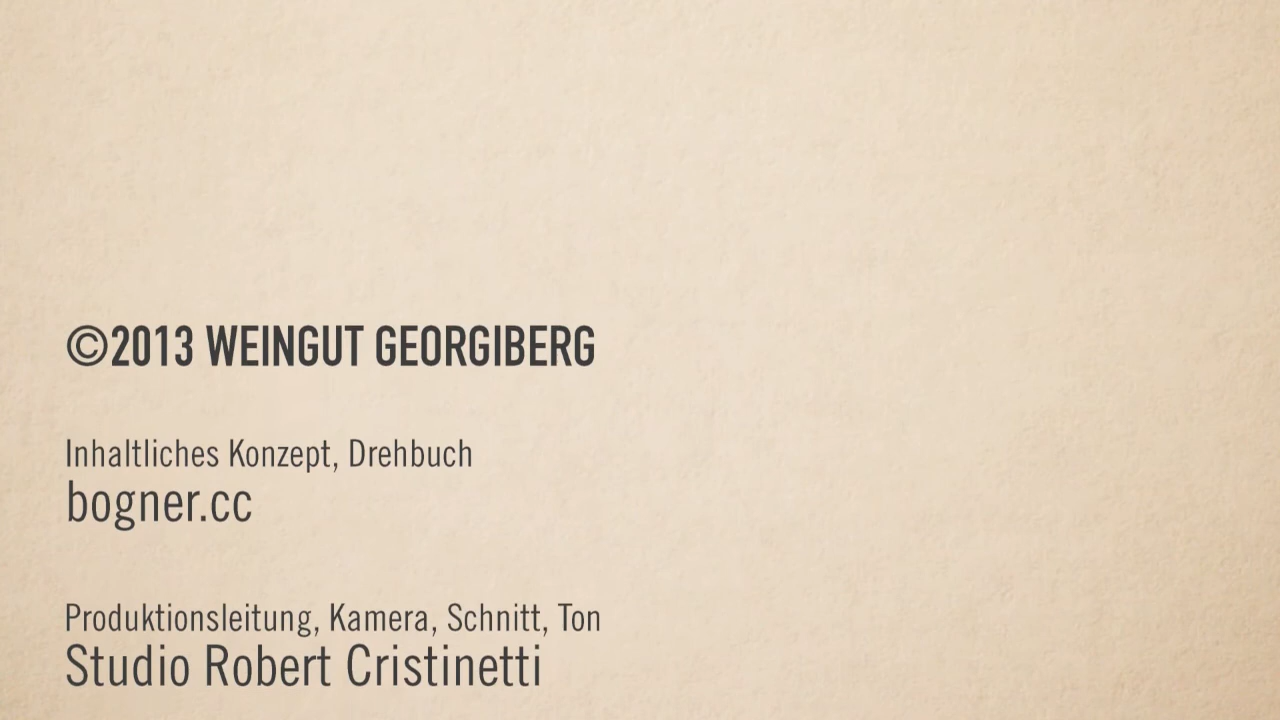 ©2013 WEINGUT GEORGIBERG
Inhaltliches Konzept, Drehbuch
bogner.cc
Produktionsleitung, Kamera, Schnitt, Ton
Studio Robert Cristinetti